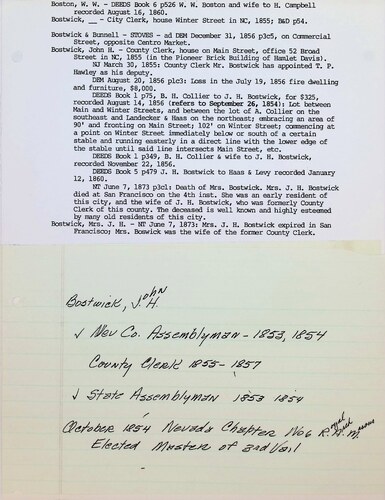 Boston, W. W. - DEEDS Book 6 p526 W. W. Boston and wife to H. Campbell
recorded August 16, 1860.
Bostwick, __ - City Clerk, house Winter Street in NC, 1855; B&D p54.
Bostwick & Bunnell - STOVES - ad DEM December 31, 1856 p3c5, on Commercial
Street, opposite Centro Market.
Bostwick, John H. - County Clerk, house on Main Street, office 52 Broad
Street in NC, 1855 (in the Pioneer Brick Building of Hamlet Davis).
NJ March 30, 1855: County Clerk Mr. Bostwick has appointed T. P.
Hawley as his deputy.
DEM August 20, 1856 p1c3: Loss in the July 19, 1856 fire dwelling
and furniture, $8,000.
DEEDS Book 1 p75, B. H. Collier to J. H. Bostwick, for $325,
recorded August 14, 1856 (refers to September 26, 1854): Lot between
Main and Winter Streets, and between the lot of A. Collier on the
southeast and Landecker & Haas on the northeast; embracing an area of
90' and fronting on Main Street; 102' on Winter Street; commencing at
a point on Winter Street immediately below or south of a certain
stable and running easterly in a direct line with the lower edge of
the stable until said line intersects Main Street, etc.
DEEDS Book 1 p349, B. H. Collier & wife to J. H. Bostwick,
recorded November 22, 1856.
DEEDS Book 5 p479 J. H. Bostwick to Haas & Levy recorded January
12, 1860.
NT June 7, 1873 p3c1: Death of Mrs. Bostwick. Mrs. J. H. Bostwick
died at San Francisco on the 4th inst. She was an early resident of
this city, and the wife of J. H. Bostwick, who was formerly County
Clerk of this county. The deceased is well known and highly esteemed
by many old residents of this city.
Bostwick, Mrs. J. H. - NT June 7, 1873: Mrs. J. H. Bostwick expired in San
Francisco; Mrs. Boswick was the wife of the former County Clerk.
Bostwick, John H.
✓ Nev Co. Assemblyman - 1853, 1854
County Clerk 1855 - 1857
✓ State Assemblyman 1853 1854
October 1854 Nevada Chapter No 6 Royal Arch Masons
Elected Master of 3rd Vail